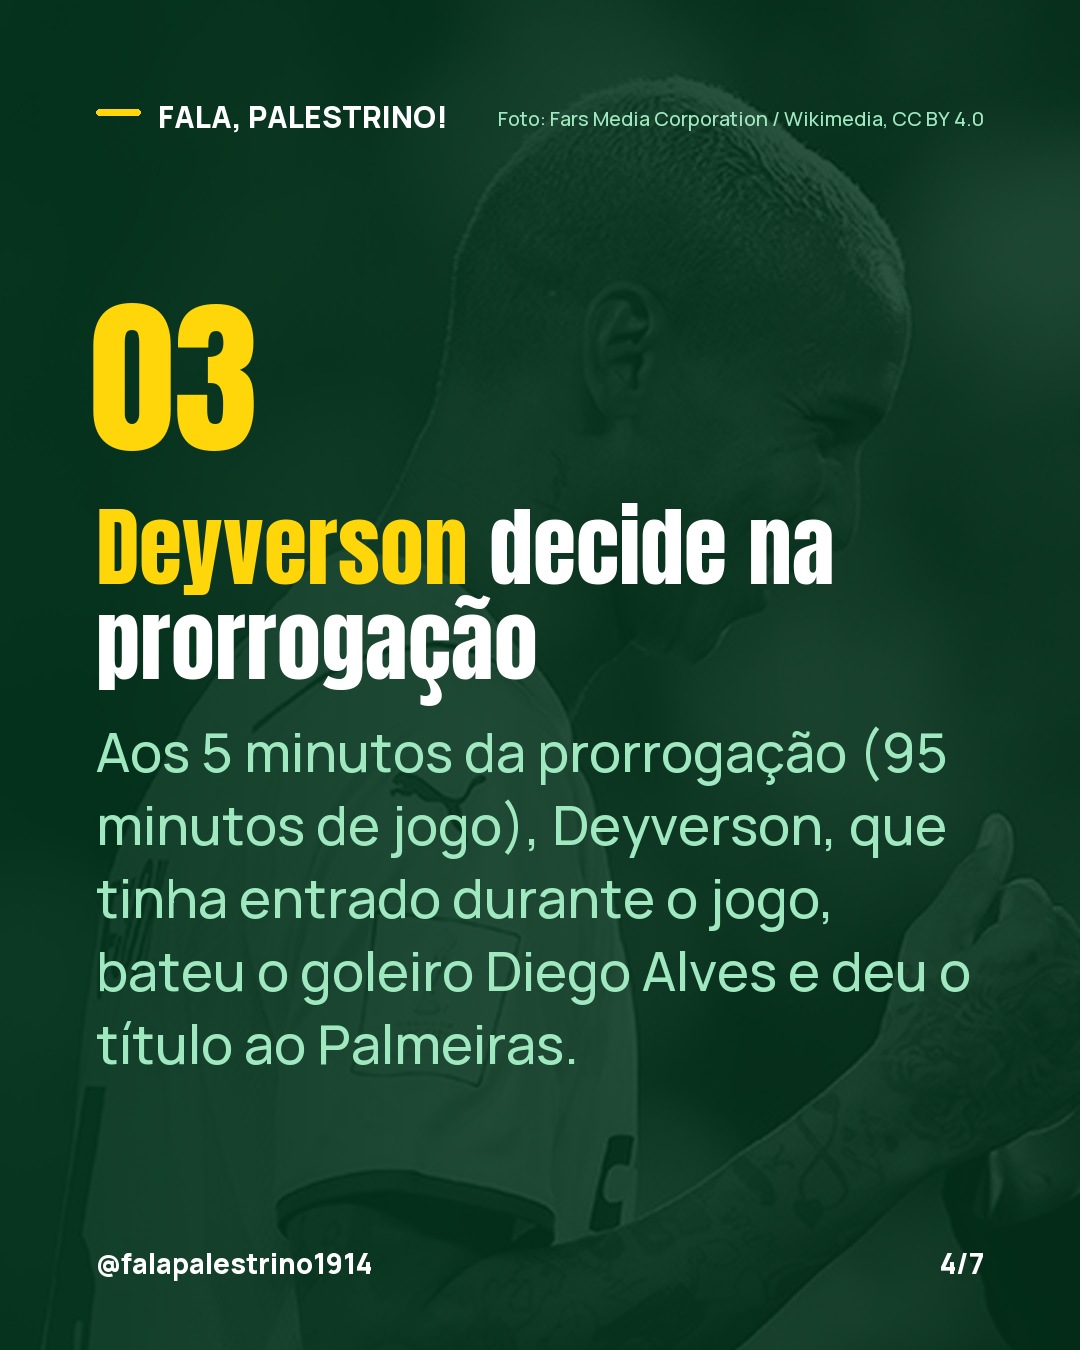 FALA, PALESTRINO!
Foto: Fars Media Corporation / Wikimedia, CC BY 4.0
03
Deyverson decide na
prorrogação
Aos 5 minutos da prorrogação (95
minutos de jogo), Deyverson, que
tinha entrado durante o jogo,
bateu o goleiro Diego Alves e deu o
título ao Palmeiras.
@falapalestrino1914
4/7